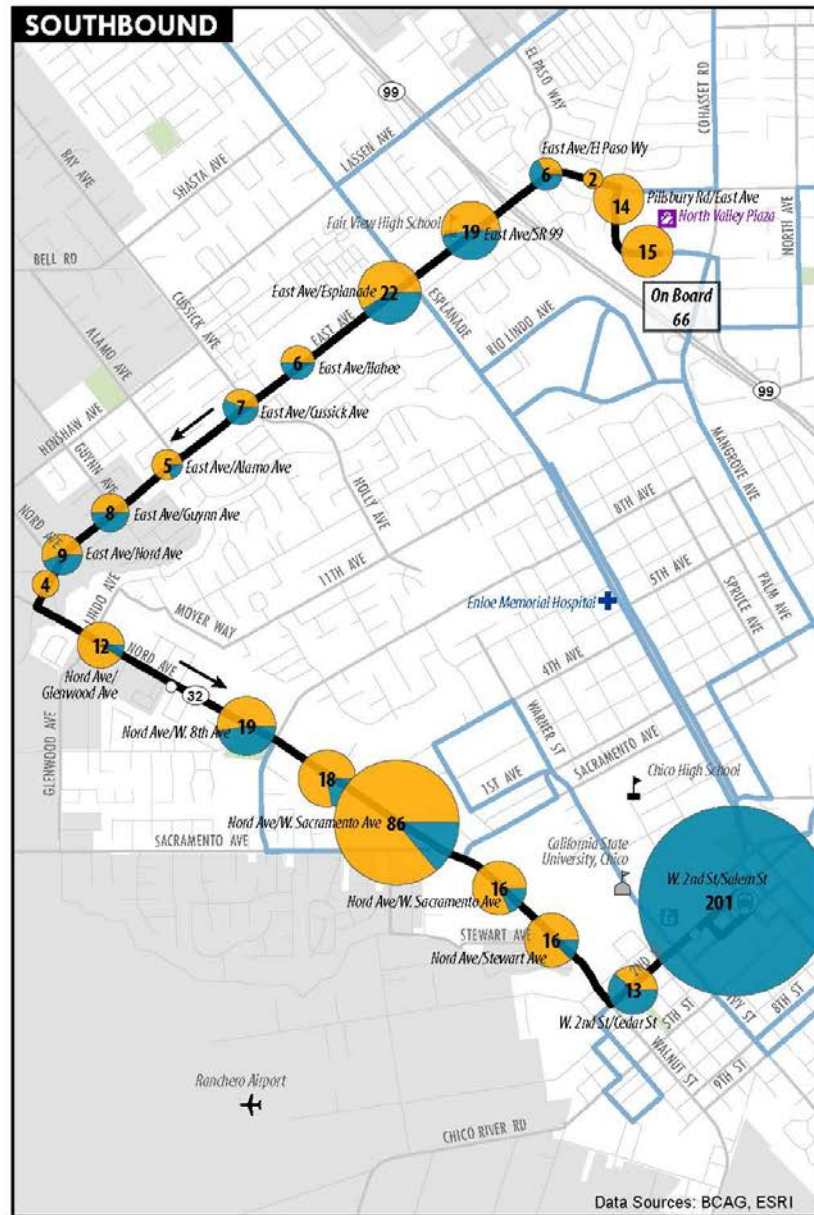 SOUTHBOUND
EL PASO WY
99
COHASSET RD
LASSEN AVE
SHASTA AVE
BAY AVE
East Ave/El Paso Wy
6
2
14
Pillsbury Rd/East Ave
North Valley Plaza
NORTH AVE
Fair View High School
19
East Ave/SR 99
15
BELL RD
CUSSICK AVE
East Ave/Esplanade
22
ESPLANADE
On Board
66
RIO LINDO AVE
ALAMO AVE
EAST AVE
6
East Ave/Ilahee
99
7
East Ave/Cussick Ave
HENSHAW AVE
GUYNN AVE
5
East Ave/Alamo Ave
HOLLY AVE
MANGROVE AVE
8
East Ave/Guynn Ave
8TH AVE
NORD AVE
9
East Ave/Nord Ave
11TH AVE
5TH AVE
4
LINDO AVE
MOYER WAY
Enloe Memorial Hospital
SPRUCE AVE
PALM AVE
12
NORD AVE
Nord Ave/
Glenwood Ave
32
4TH AVE
GLENWOOD AVE
Nord Ave/W. 8th Ave
19
WARNER ST
SACRAMENTO AVE
18
1ST AVE
Chico High School
Nord Ave/W. Sacramento Ave
86
SACRAMENTO AVE
California State
University, Chico
16
Nord Ave/W. Sacramento Ave
W. 2nd St/Salem St
201
STEWART AVE
16
Nord Ave/Stewart Ave
2ND
13
W. 2nd St/Cedar St
5TH ST
IVY ST
8TH ST
WALNUT ST
9TH ST
Ranchero Airport
CHICO RIVER RD
Data Sources: BCAG, ESRI